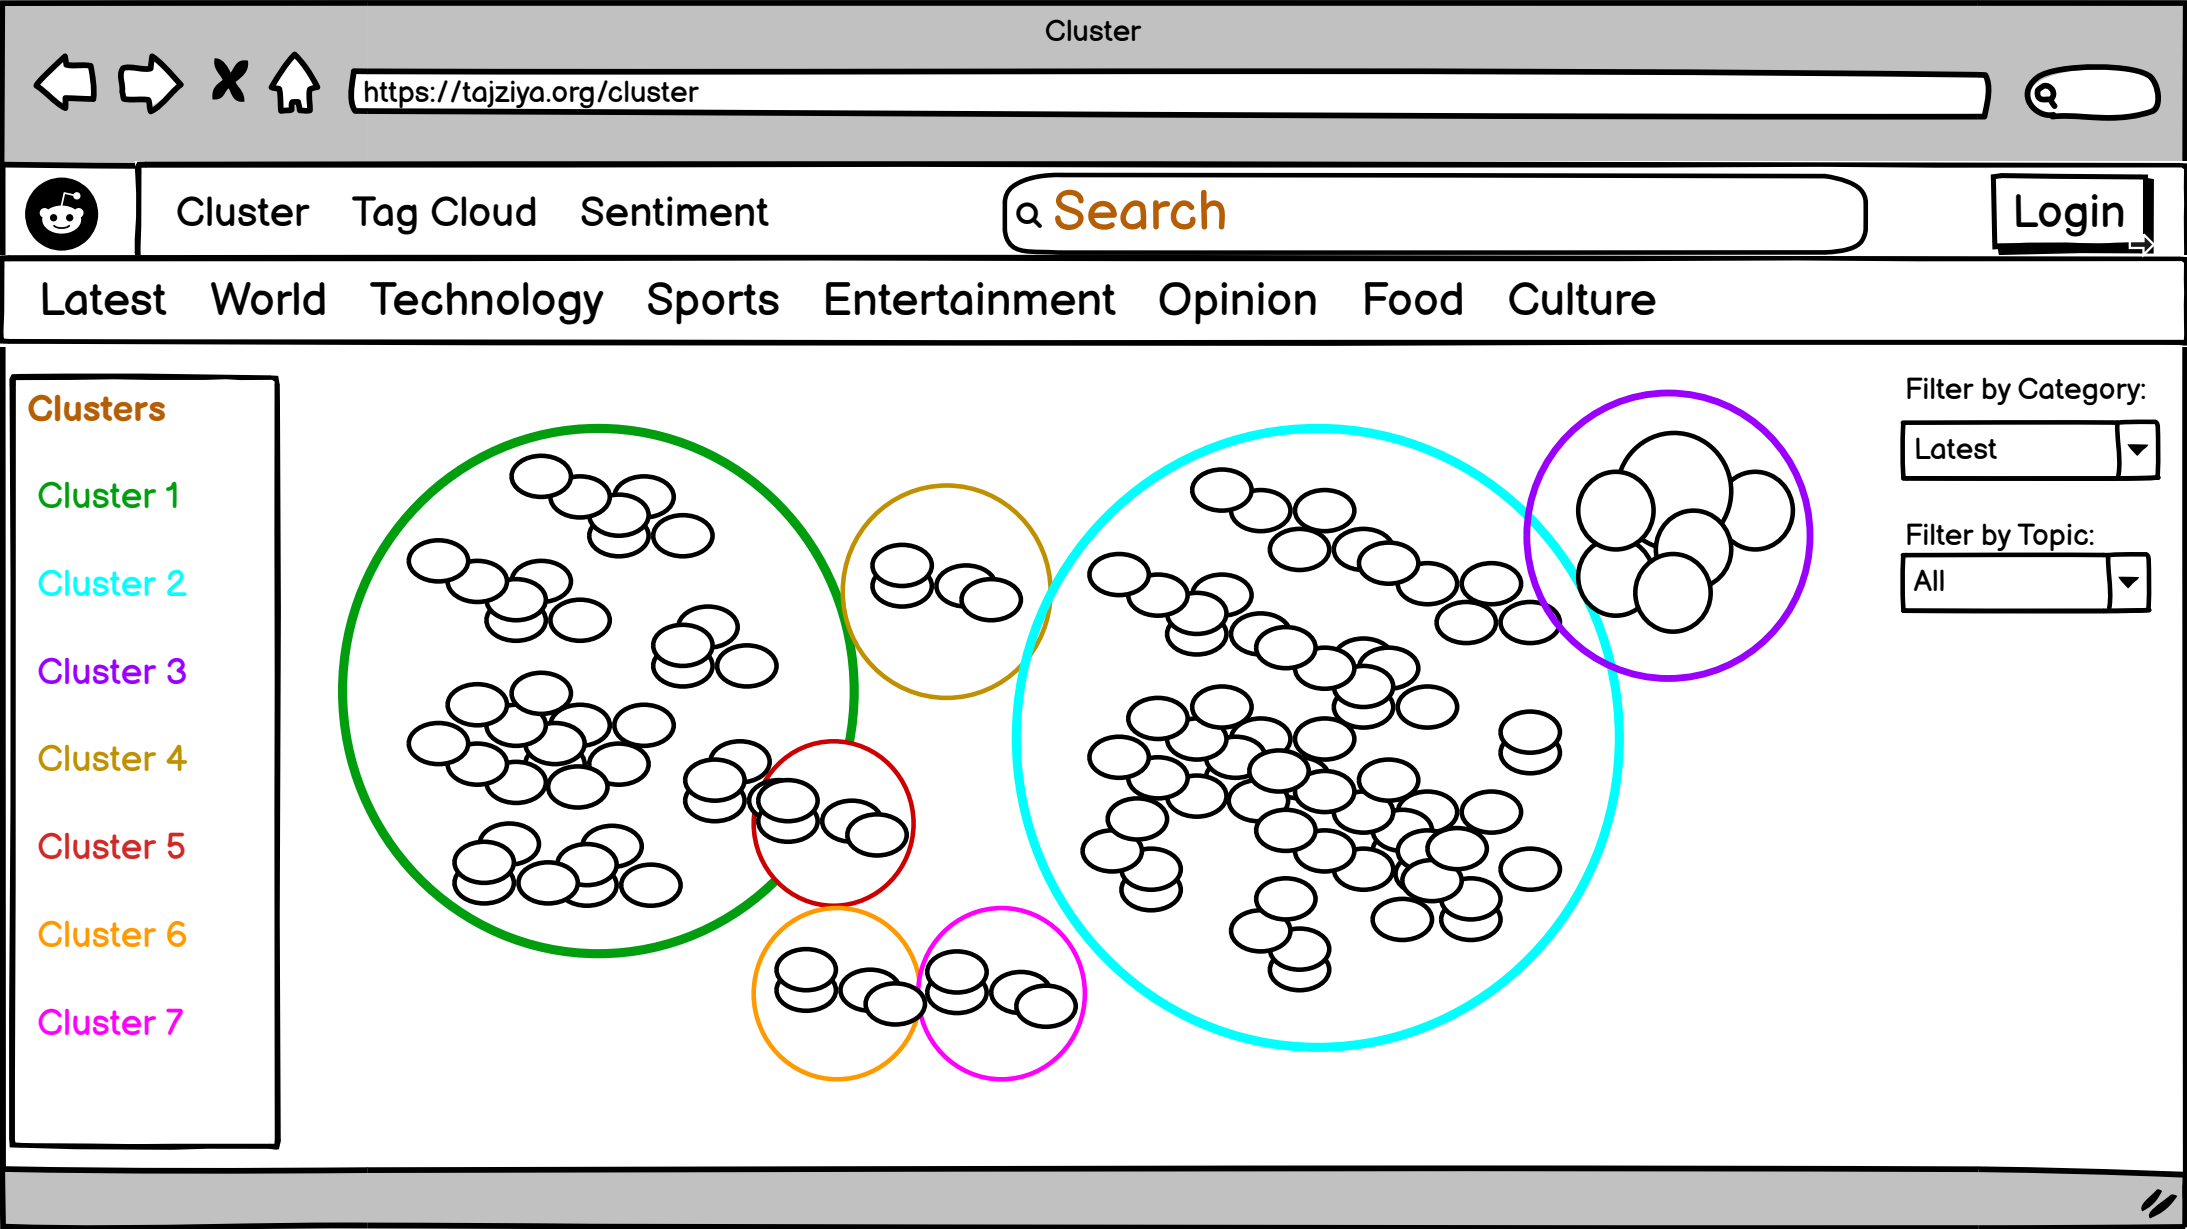 Cluster
https://tajziya.org/cluster
Cluster Tag Cloud Sentiment Search Login
Latest World Technology Sports Entertainment Opinion Food Culture
Clusters
Cluster 1
Cluster 2
Cluster 3
Cluster 4
Cluster 5
Cluster 6
Cluster 7
Filter by Category:
Latest
Filter by Topic:
All